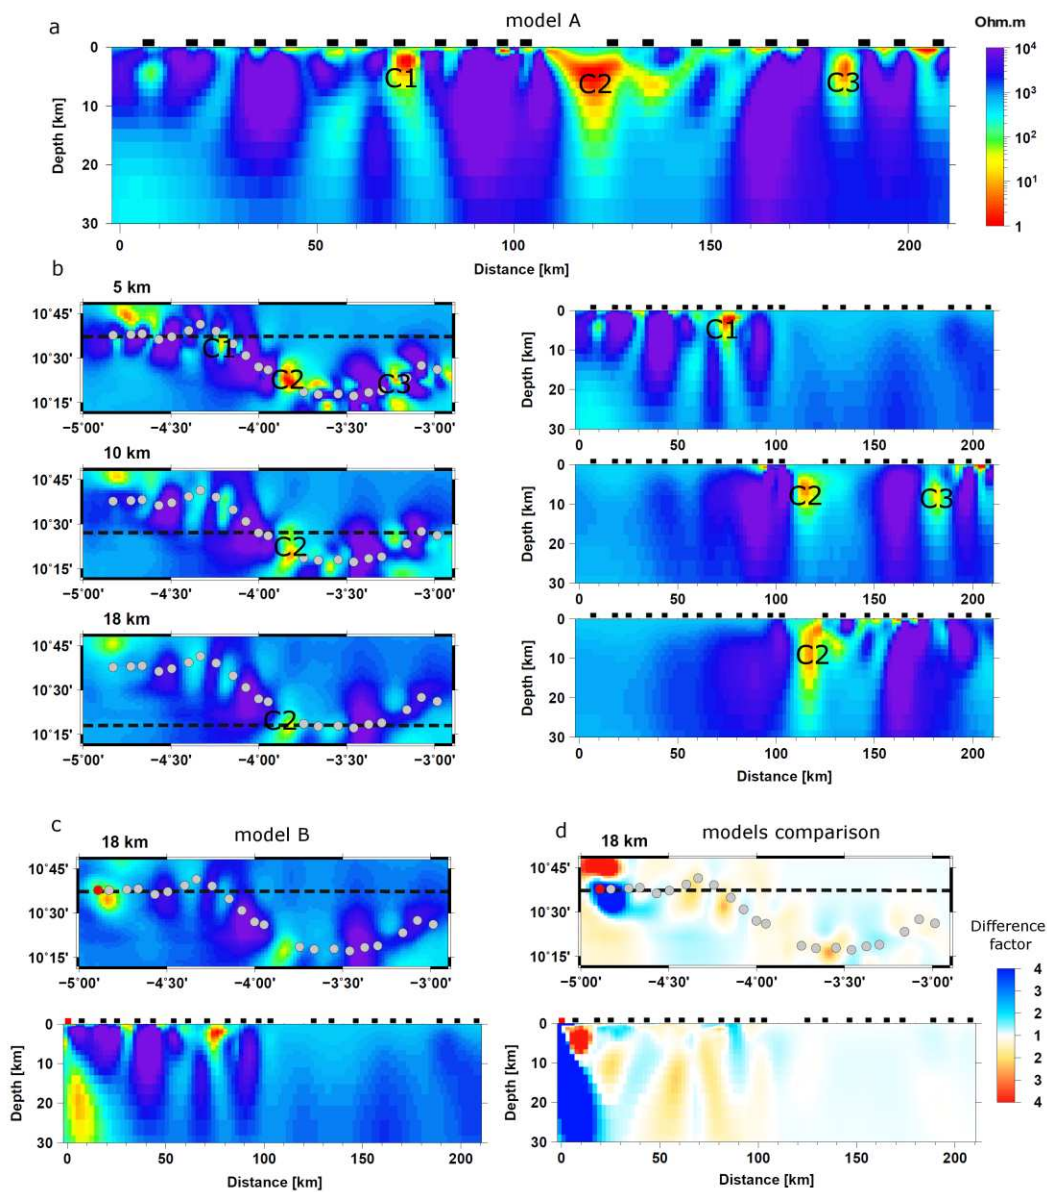 a
model A
Ohm.m
0
10
20
30
Depth [km]
C1
C2
C3
10⁴
10³
10²
10¹
1
0
50
100
150
200
Distance [km]
b
5 km
10˚45'
10˚30'
10˚15'
C1
C2
C3
−5˚00'
−4˚30'
−4˚00'
−3˚30'
−3˚00'
0
10
20
30
Depth [km]
C1
0
50
100
150
200
10 km
10˚45'
10˚30'
10˚15'
C2
−5˚00'
−4˚30'
−4˚00'
−3˚30'
−3˚00'
0
10
20
30
Depth [km]
C2
C3
0
50
100
150
200
18 km
10˚45'
10˚30'
10˚15'
C2
−5˚00'
−4˚30'
−4˚00'
−3˚30'
−3˚00'
0
10
20
30
Depth [km]
C2
0
50
100
150
200
Distance [km]
c
18 km
model B
10˚45'
10˚30'
10˚15'
−5˚00'
−4˚30'
−4˚00'
−3˚30'
−3˚00'
0
10
20
30
Depth [km]
0
50
100
150
200
Distance [km]
d
models comparison
18 km
10˚45'
10˚30'
10˚15'
−5˚00'
−4˚30'
−4˚00'
−3˚30'
−3˚00'
Difference
factor
4
3
2
1
2
3
4
0
10
20
30
Depth [km]
0
50
100
150
200
Distance [km]